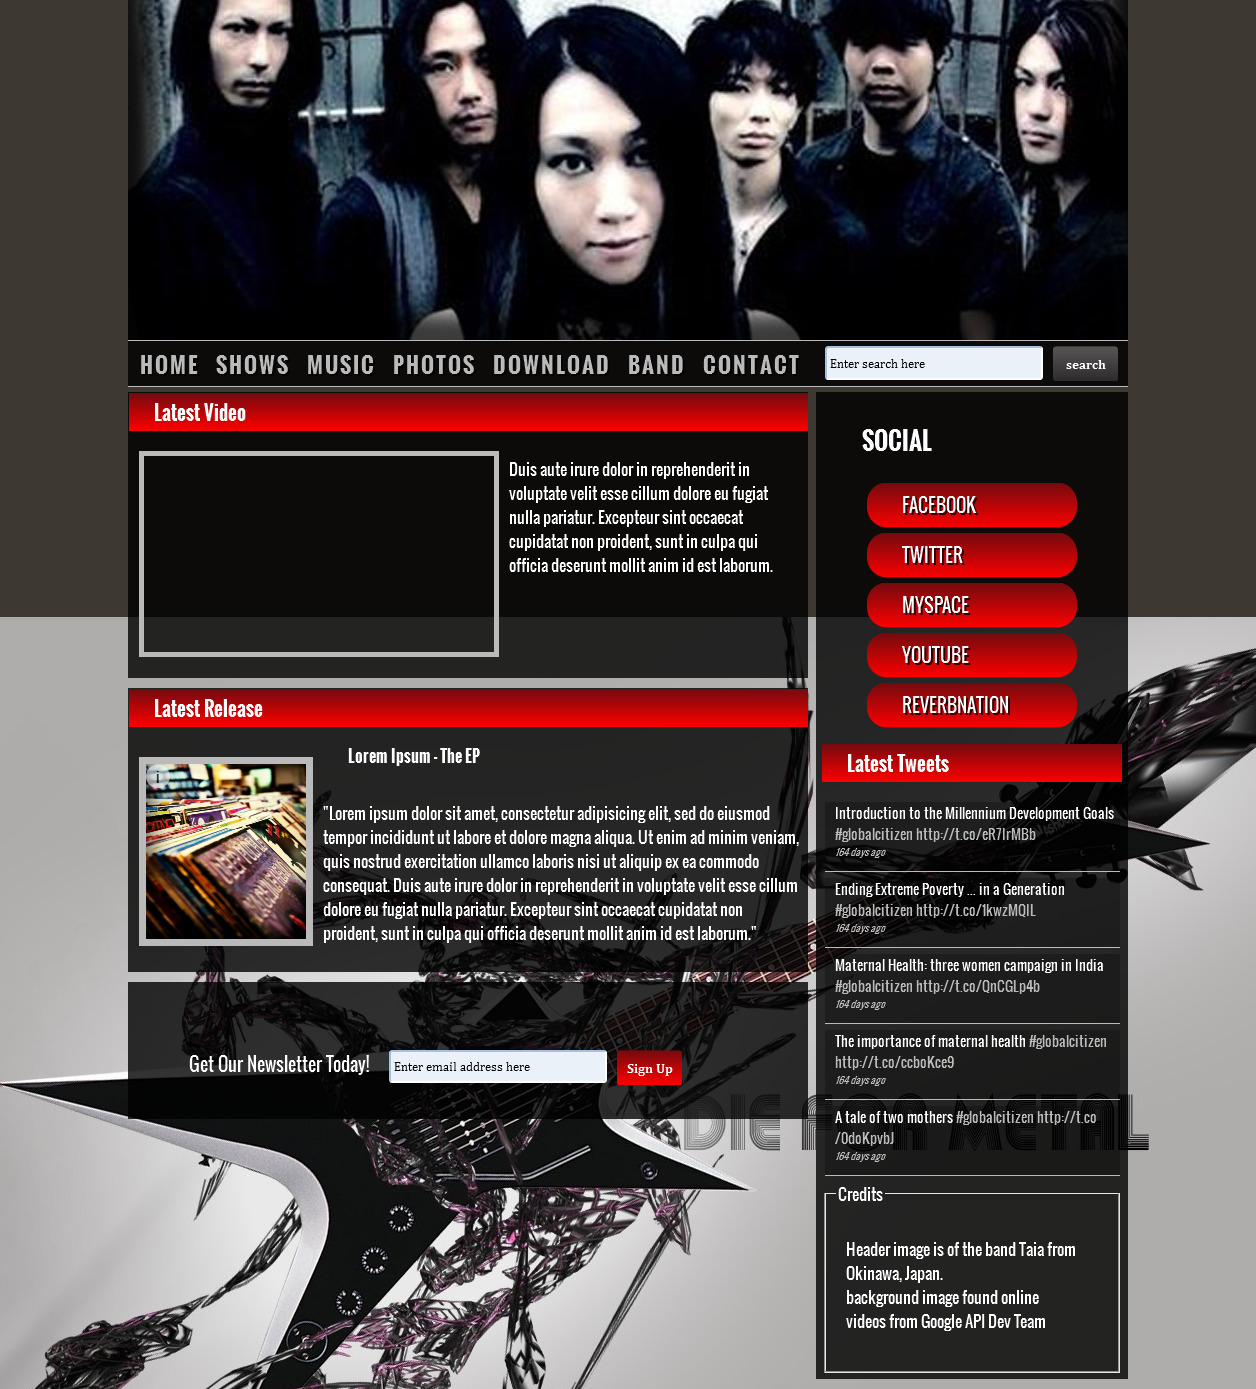 HOME SHOWS MUSIC PHOTOS DOWNLOAD BAND CONTACT
Enter search here
search
Latest Video
Duis aute irure dolor in reprehenderit in
voluptate velit esse cillum dolore eu fugiat
nulla pariatur. Excepteur sint occaecat
cupidatat non proident, sunt in culpa qui
officia deserunt mollit anim id est laborum.
Latest Release
i
Lorem Ipsum - The EP
"Lorem ipsum dolor sit amet, consectetur adipisicing elit, sed do eiusmod
tempor incididunt ut labore et dolore magna aliqua. Ut enim ad minim veniam,
quis nostrud exercitation ullamco laboris nisi ut aliquip ex ea commodo
consequat. Duis aute irure dolor in reprehenderit in voluptate velit esse cillum
dolore eu fugiat nulla pariatur. Excepteur sint occaecat cupidatat non
proident, sunt in culpa qui officia deserunt mollit anim id est laborum."
Get Our Newsletter Today!
Enter email address here
Sign Up
SOCIAL
FACEBOOK
TWITTER
MYSPACE
YOUTUBE
REVERBNATION
Latest Tweets
Introduction to the Millennium Development Goals
#globalcitizen http://t.co/eR7IrMBb
164 days ago
Ending Extreme Poverty ... in a Generation
#globalcitizen http://t.co/1kwzMQIL
164 days ago
Maternal Health: three women campaign in India
#globalcitizen http://t.co/QnCGLp4b
164 days ago
The importance of maternal health #globalcitizen
http://t.co/ccboKce9
164 days ago
A tale of two mothers #globalcitizen http://t.co
/0doKpvbJ
164 days ago
DIE FOR METAL
Credits
Header image is of the band Taia from
Okinawa, Japan.
background image found online
videos from Google API Dev Team